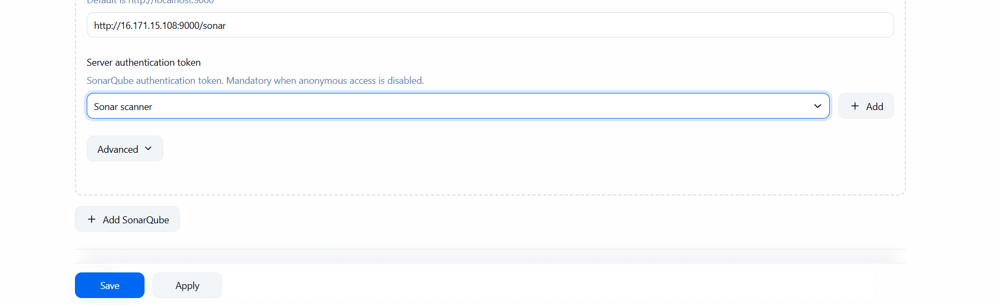 Default is http://localhost:9000
http://16.171.15.108:9000/sonar
Server authentication token
SonarQube authentication token. Mandatory when anonymous access is disabled.
Sonar scanner
Add
Advanced
Add SonarQube
Save
Apply